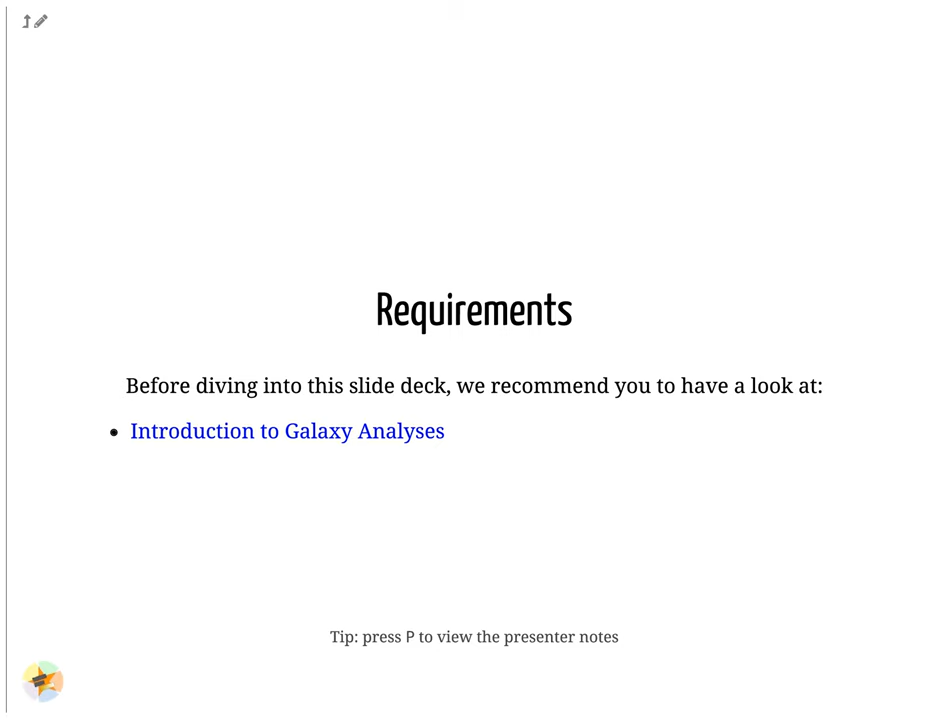 Requirements
Before diving into this slide deck, we recommend you to have a look at:
Introduction to Galaxy Analyses
Tip: press P to view the presenter notes